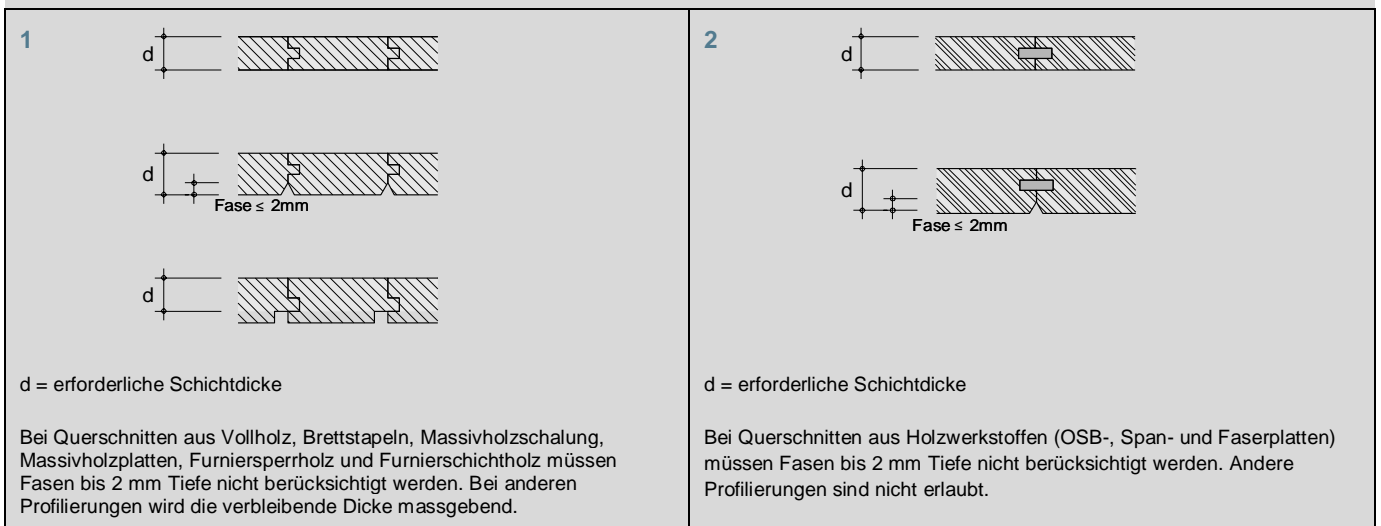 1
d
d
Fase ≤ 2mm
d
d = erforderliche Schichtdicke
Bei Querschnitten aus Vollholz, Brettstapeln, Massivholzschalung,
Massivholzplatten, Furniersperrholz und Furnierschichtholz müssen
Fasen bis 2 mm Tiefe nicht berücksichtigt werden. Bei anderen
Profilierungen wird die verbleibende Dicke massgebend.
2
d
d
Fase ≤ 2mm
d = erforderliche Schichtdicke
Bei Querschnitten aus Holzwerkstoffen (OSB-, Span- und Faserplatten)
müssen Fasen bis 2 mm Tiefe nicht berücksichtigt werden. Andere
Profilierungen sind nicht erlaubt.